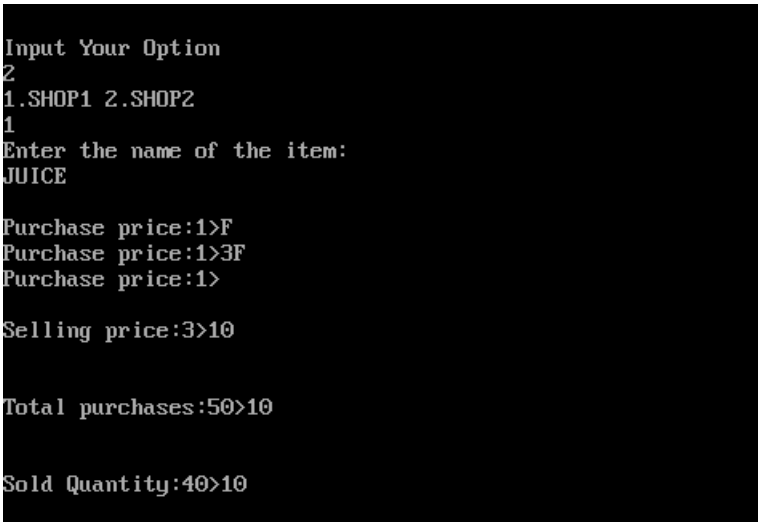 Input Your Option
2
1.SHOP1 2.SHOP2
1
Enter the name of the item:
JUICE
Purchase price:1>F
Purchase price:1>3F
Purchase price:1>
Selling price:3>10
Total purchases:50>10
Sold Quantity:40>10